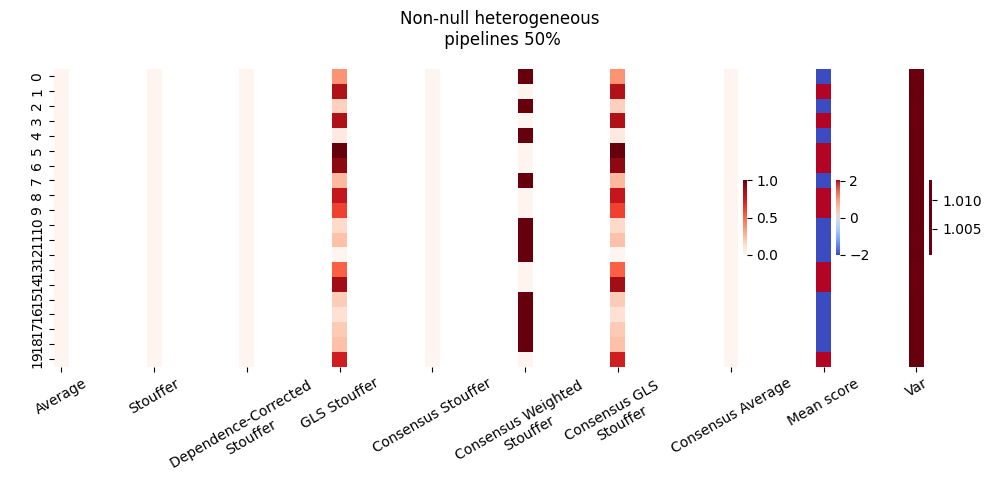 Non-null heterogeneous
pipelines 50%
0
1
2
3
4
5
6
7
8
9
10
11
12
13
14
15
16
17
18
19
1.0
0.5
0.0
2
0
−2
1.010
1.005
Average
Stouffer
Dependence-Corrected
Stouffer
GLS Stouffer
Consensus Stouffer
Consensus Weighted
Stouffer
Consensus GLS
Stouffer
Consensus Average
Mean score
Var